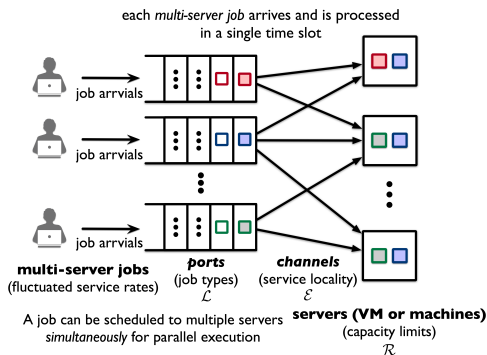 each multi-server job arrives and is processed
in a single time slot
job arrvials
job arrvials
job arrvials
multi-server jobs
(fluctuated service rates)
ports
(job types)
ℒ
channels
(service locality)
ℰ
servers (VM or machines)
(capacity limits)
ℛ
A job can be scheduled to multiple servers
simultaneously for parallel execution